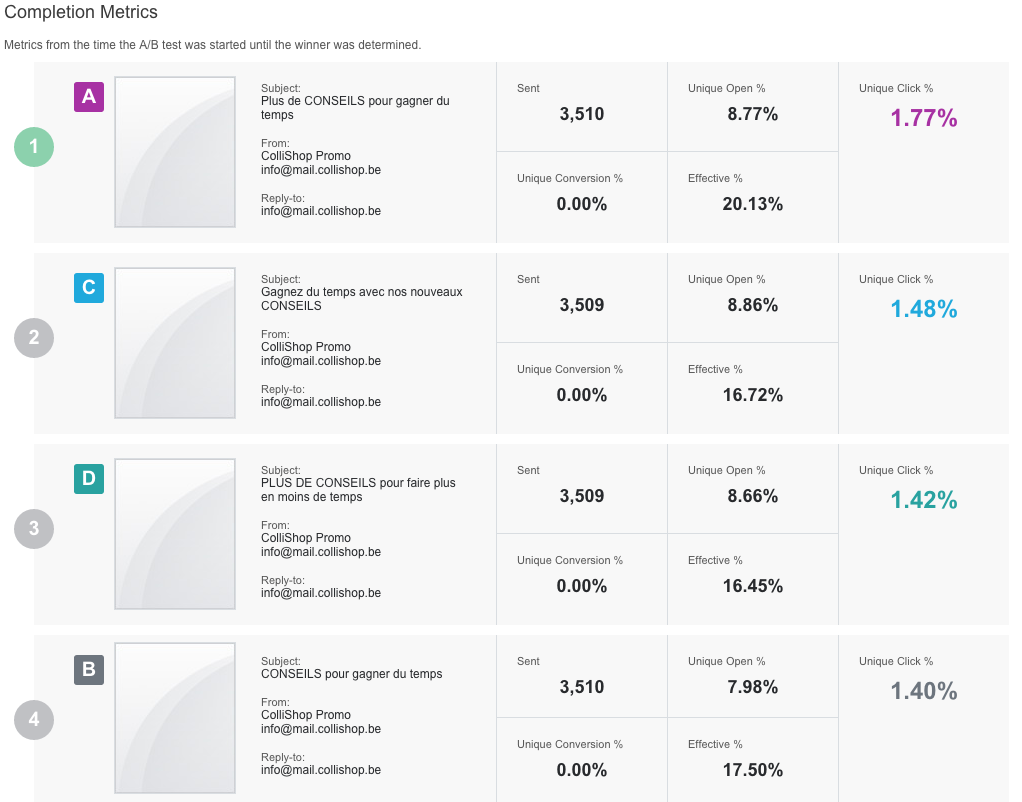 Completion Metrics
Metrics from the time the A/B test was started until the winner was determined.
1
A
Subject:
Plus de CONSEILS pour gagner du
temps
From:
ColliShop Promo
info@mail.collishop.be
Reply-to:
info@mail.collishop.be
Sent
3,510
Unique Open %
8.77%
Unique Click %
1.77%
Unique Conversion %
0.00%
Effective %
20.13%
2
C
Subject:
Gagnez du temps avec nos nouveaux
CONSEILS
From:
ColliShop Promo
info@mail.collishop.be
Reply-to:
info@mail.collishop.be
Sent
3,509
Unique Open %
8.86%
Unique Click %
1.48%
Unique Conversion %
0.00%
Effective %
16.72%
3
D
Subject:
PLUS DE CONSEILS pour faire plus
en moins de temps
From:
ColliShop Promo
info@mail.collishop.be
Reply-to:
info@mail.collishop.be
Sent
3,509
Unique Open %
8.66%
Unique Click %
1.42%
Unique Conversion %
0.00%
Effective %
16.45%
4
B
Subject:
CONSEILS pour gagner du temps
From:
ColliShop Promo
info@mail.collishop.be
Reply-to:
info@mail.collishop.be
Sent
3,510
Unique Open %
7.98%
Unique Click %
1.40%
Unique Conversion %
0.00%
Effective %
17.50%